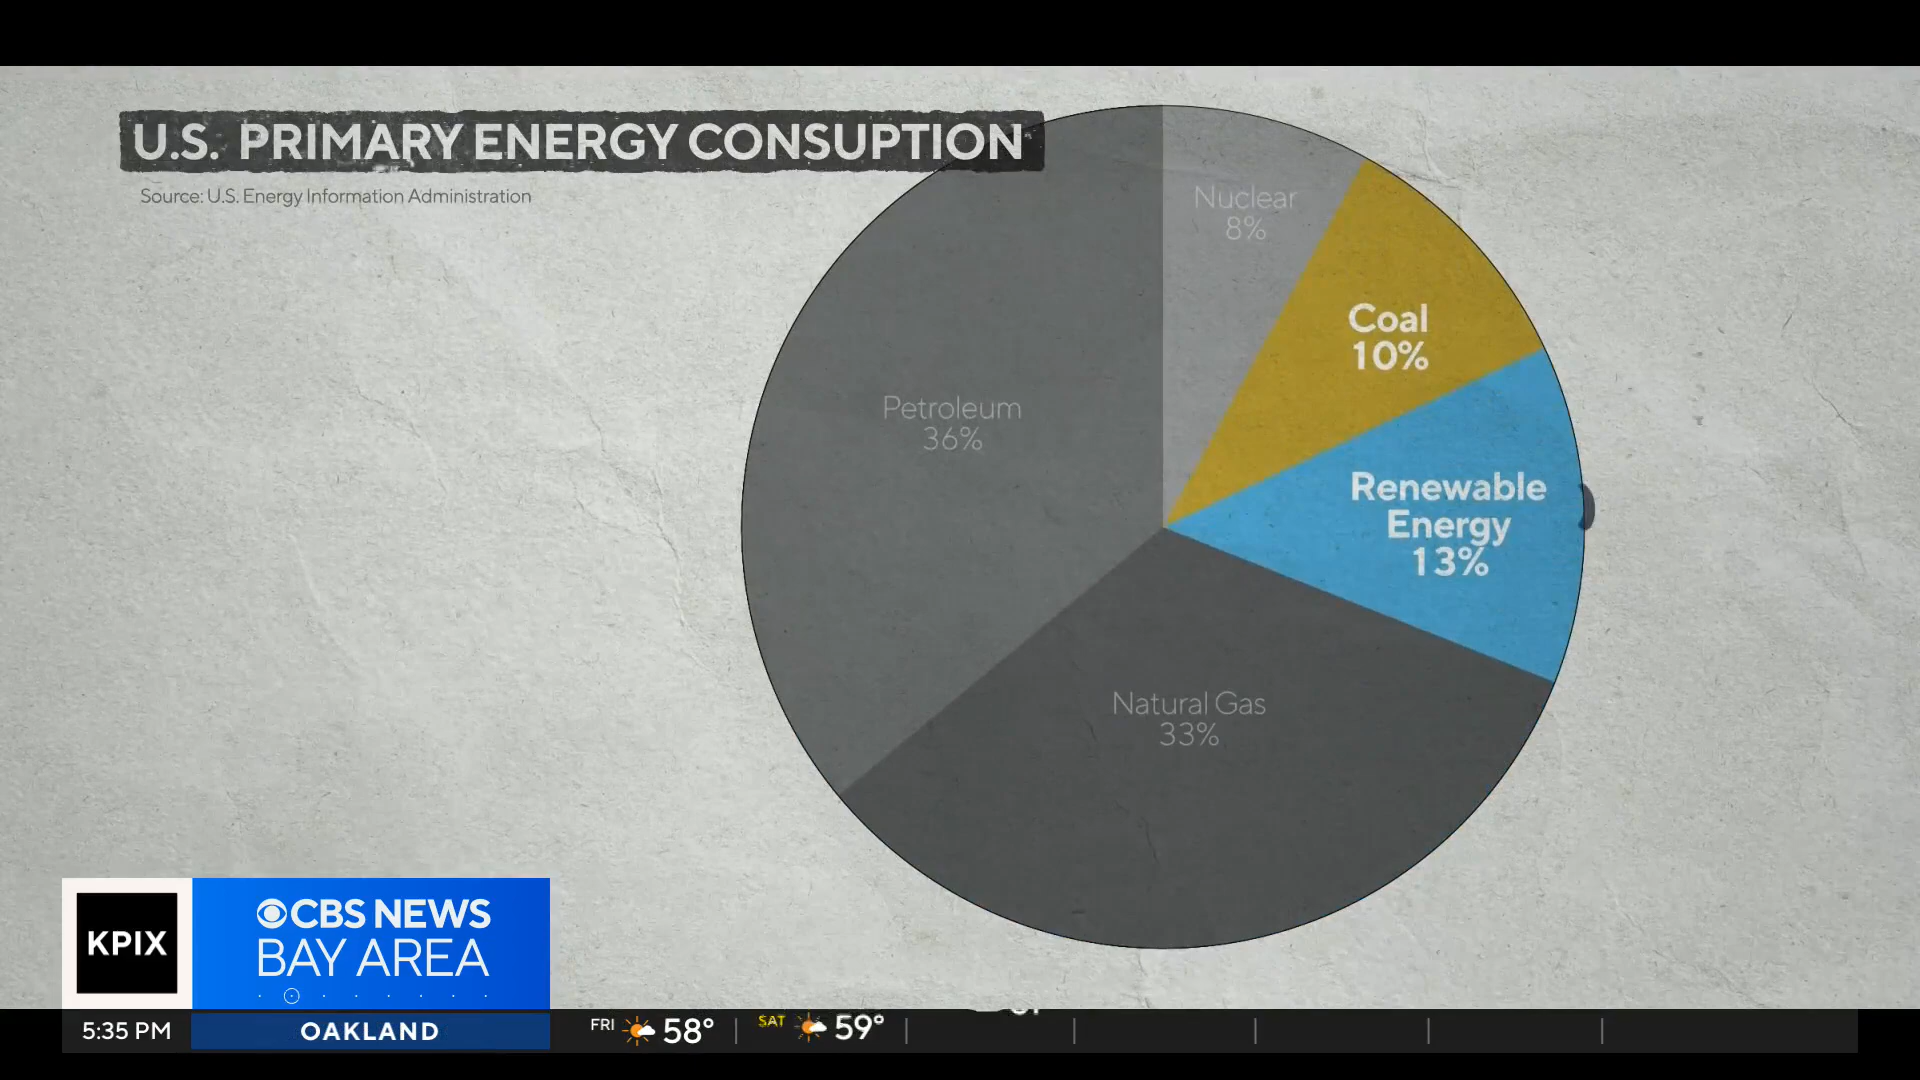 U.S. PRIMARY ENERGY CONSUPTION
Source: U.S. Energy Information Administration
Nuclear
8%
Coal
10%
Petroleum
36%
Renewable
Energy
13%
Natural Gas
33%
KPIX
CBS NEWS
BAY AREA
5:35 PM
OAKLAND
FRI 58°
SAT 59°